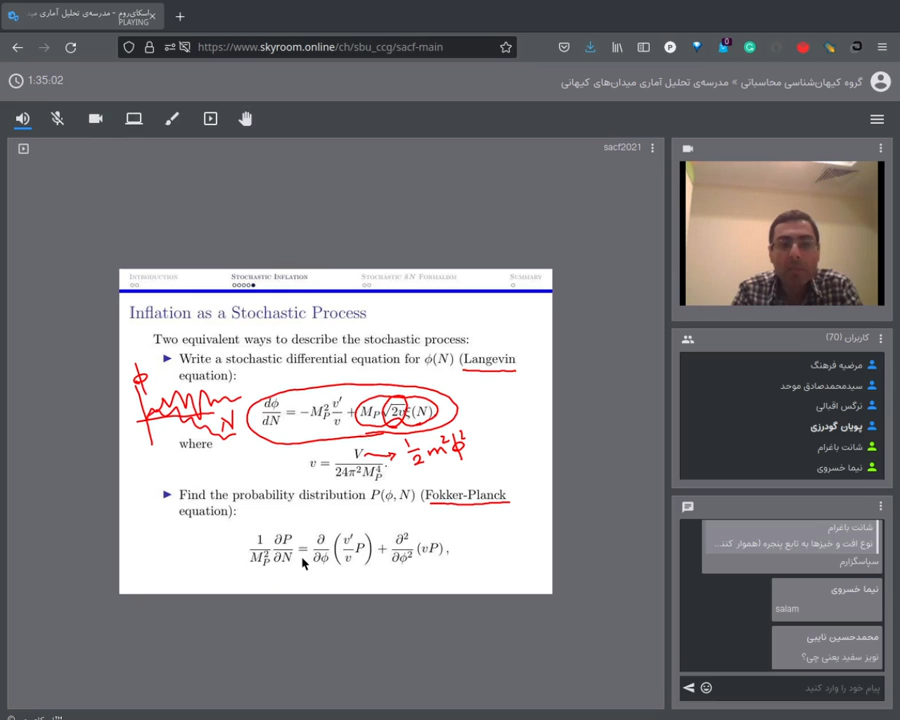 اسکای‌روم - مدرسه‌ی تحلیل آماری مید
PLAYING
https://www.skyroom.online/ch/sbu_ccg/sacf-main
1:35:02
گروه کیهان‌شناسی محاسباتی » مدرسه‌ی تحلیل آماری میدان‌های کیهانی
sacf2021
INTRODUCTION
STOCHASTIC INFLATION
STOCHASTIC δN FORMALISM
SUMMARY
Inflation as a Stochastic Process
Two equivalent ways to describe the stochastic process:
Write a stochastic differential equation for ϕ(N) (Langevin
equation):
ϕ
N
dϕ/dN = −M_P^2 v′/v + M_P √2v ξ(N)
where
v = V/24π^2M_P^4.
1/2 m^2 ϕ^2
Find the probability distribution P(ϕ, N) (Fokker-Planck
equation):
1/M_P^2 ∂P/∂N = ∂/∂ϕ (v′/v P) + ∂^2/∂ϕ^2 (vP),
کاربران (70)
مرضیه فرهنگ
سیدمحمدصادق موحد
نرگس اقبالی
پویان گودرزی
شانت باغرام
نیما خسروی
شانت باغرام
نوع افت و خیزها به تابع پنجره (هموار کنند...
سپاسگزارم
نیما خسروی
salam
محمدحسین نایبی
نویز سفید یعنی چی؟
پیام خود را وارد کنید